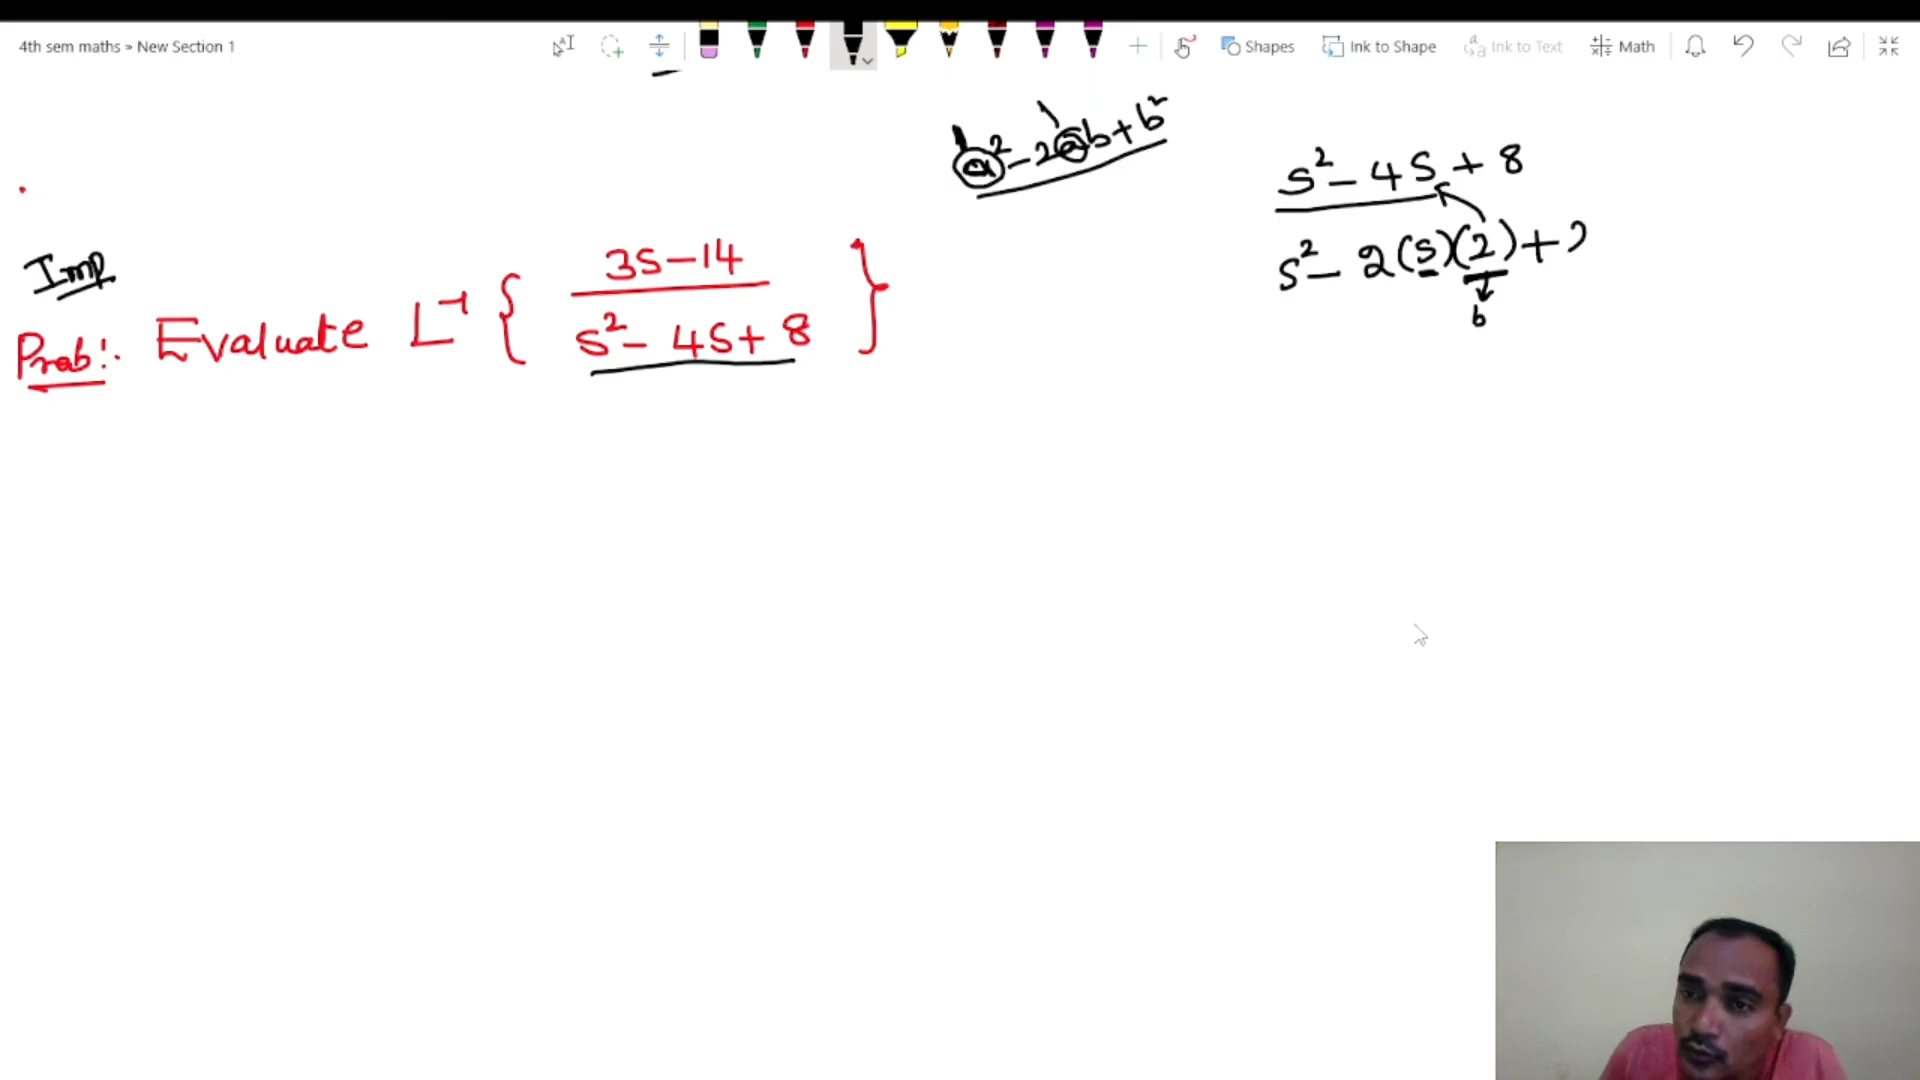 4th sem maths » New Section 1
Shapes
Ink to Shape
Ink to Text
Math
a² - 2ab + b²
s² - 4s + 8
s² - 2(s)(2) + 2
b
Imp
Prob:. Evaluate L⁻¹ { (3s-14)/(s² - 4s + 8) }